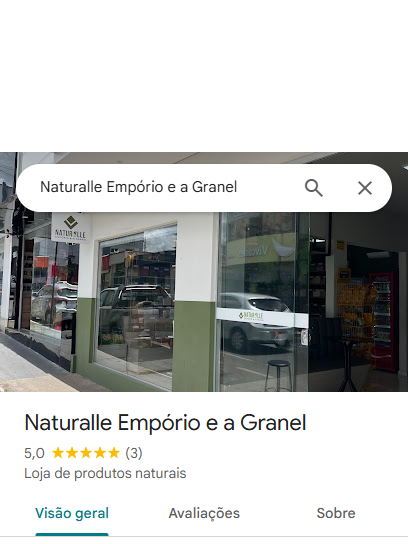 Naturalle Empório e a Granel
NATURALLE
NATURALLE
Naturalle Empório e a Granel
5,0 (3)
Loja de produtos naturais
Visão geral
Avaliações
Sobre